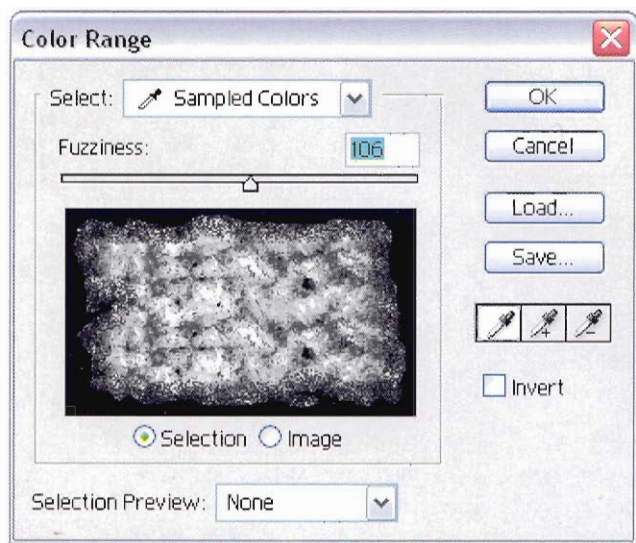 Color Range
Select: Sampled Colors
Fuzziness: 106
Selection
Image
Selection Preview: None
OK
Cancel
Load...
Save...
Invert